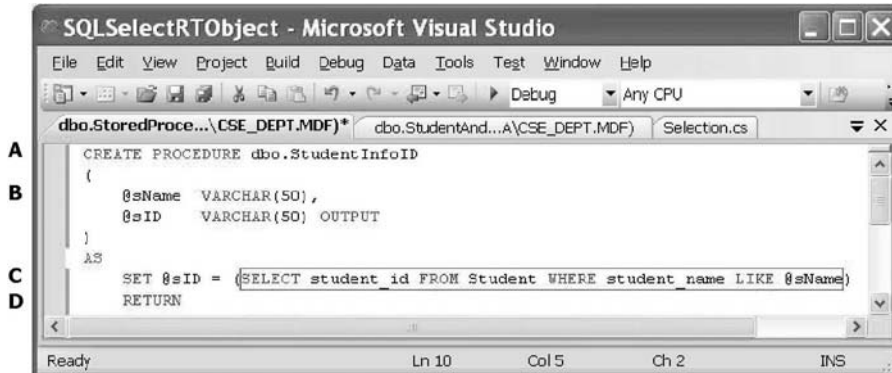 SQLSelectRTObject - Microsoft Visual Studio
File Edit View Project Build Debug Data Tools Test Window Help
Debug Any CPU
dbo.StoredProce...\CSE_DEPT.MDF)* dbo.StudentAnd...A\CSE_DEPT.MDF) Selection.cs
A CREATE PROCEDURE dbo.StudentInfoID
(
B @sName VARCHAR(50),
@sID VARCHAR(50) OUTPUT
)
AS
C SET @sID = (SELECT student_id FROM Student WHERE student_name LIKE @sName)
D RETURN
Ready Ln 10 Col 5 Ch 2 INS